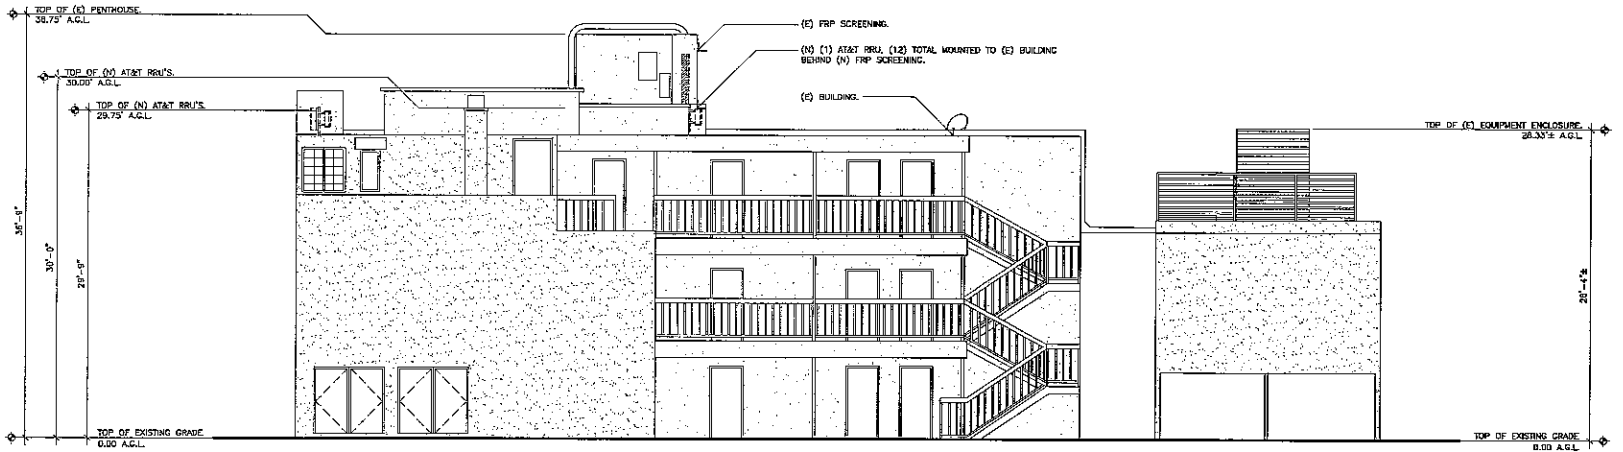 TOP OF (E) PENTHOUSE.
38.75' A.G.L.
TOP OF (N) AT&T RRU'S.
30.00' A.G.L.
TOP OF (N) AT&T RRU'S.
29.75' A.G.L.
(E) FRP SCREENING.
(N) (1) AT&T RRU, (12) TOTAL MOUNTED TO (E) BUILDING
BEHIND (N) FRP SCREENING.
(E) BUILDING.
TOP OF (E) EQUIPMENT ENCLOSURE.
28.33'± A.G.L.
30'-0"
29'-9"
28'-4"±
TOP OF EXISTING GRADE
0.00 A.G.L.
TOP OF EXISTING GRADE
0.00 A.G.L.